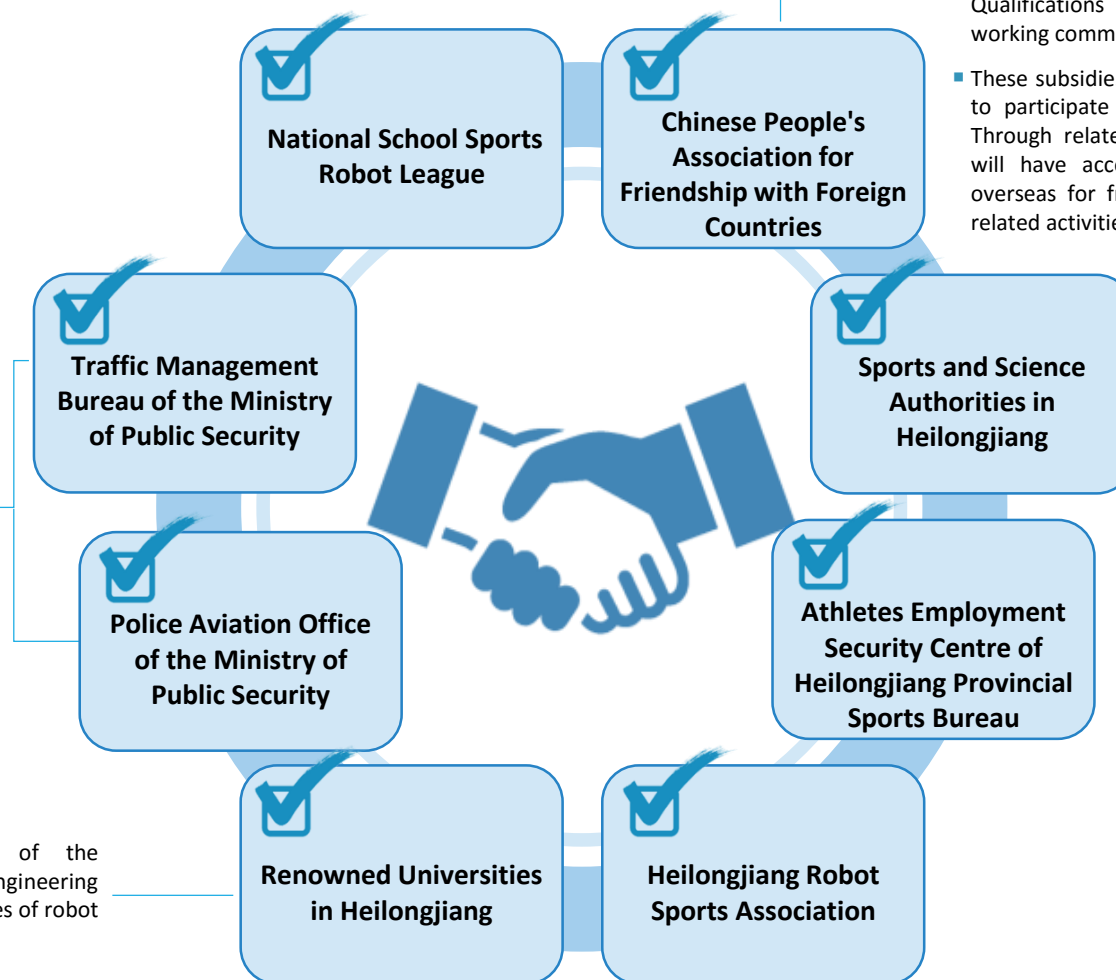 Qualifications
working comm
These subsidie
to participate
Through relate
will have acc
overseas for f
related activitie
National School Sports
Robot League
Chinese People's
Association for
Friendship with Foreign
Countries
Traffic Management
Bureau of the Ministry
of Public Security
Sports and Science
Authorities in
Heilongjiang
Police Aviation Office
of the Ministry of
Public Security
Athletes Employment
Security Centre of
Heilongjiang Provincial
Sports Bureau
of the
ngineering
es of robot
Renowned Universities
in Heilongjiang
Heilongjiang Robot
Sports Association